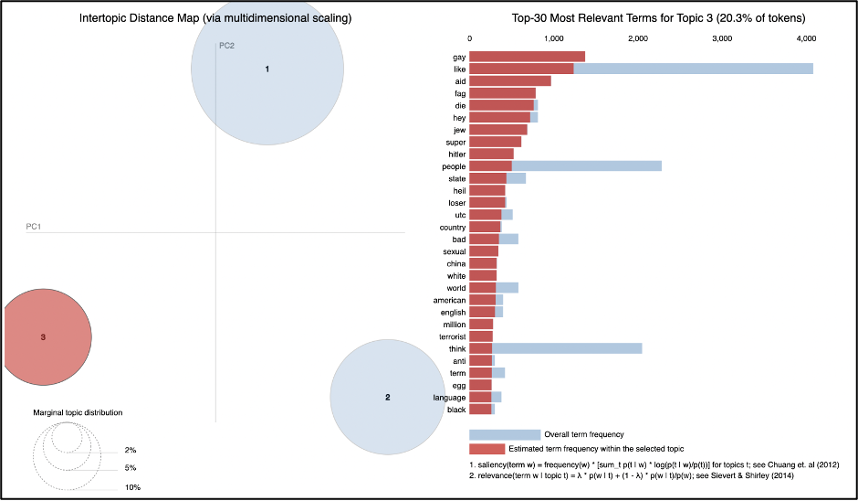 Intertopic Distance Map (via multidimensional scaling)
PC2
PC1
1
2
3
Marginal topic distribution
2%
5%
10%
Top-30 Most Relevant Terms for Topic 3 (20.3% of tokens)
0 1,000 2,000 3,000 4,000
gay
like
aid
fag
die
hey
jew
super
hitler
people
state
heil
loser
utc
country
bad
sexual
china
white
world
american
english
million
terrorist
think
anti
term
egg
language
black
Overall term frequency
Estimated term frequency within the selected topic
1. saliency(term w) = frequency(w) * [sum_t p(t | w) * log(p(t | w)/p(t))] for topics t; see Chuang et. al (2012)
2. relevance(term w | topic t) = λ * p(w | t) + (1 - λ) * p(w | t)/p(w); see Sievert & Shirley (2014)